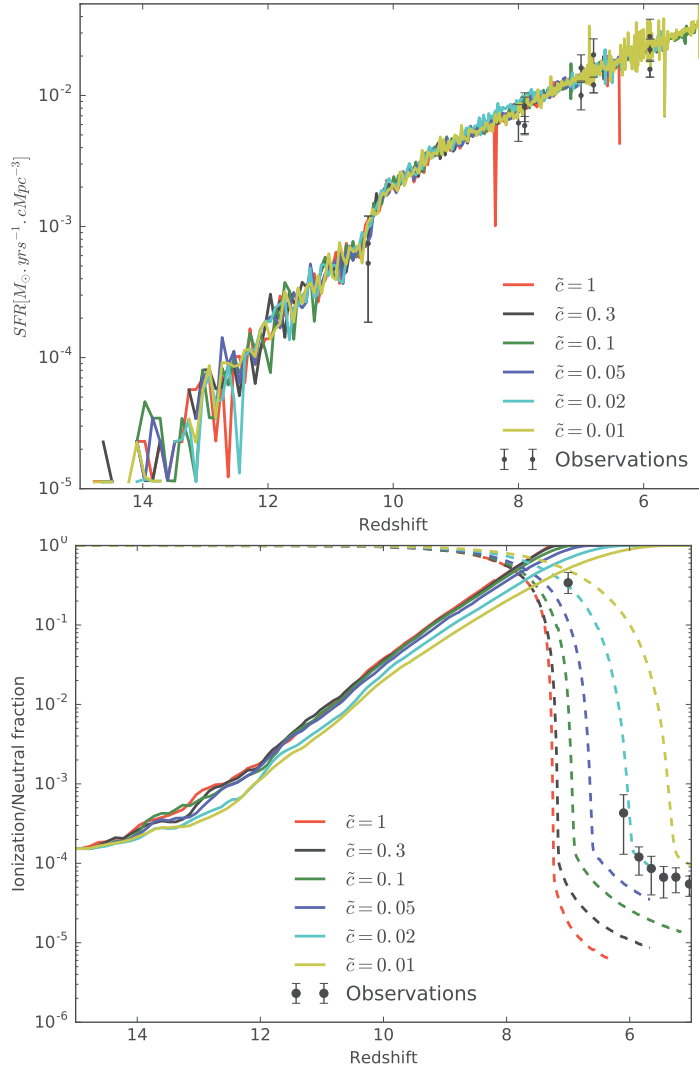 SFR[M⊙.yrs⁻¹.cMpc⁻³]
10⁻²
10⁻³
10⁻⁴
10⁻⁵
c̃ = 1
c̃ = 0.3
c̃ = 0.1
c̃ = 0.05
c̃ = 0.02
c̃ = 0.01
Observations
14 12 10 8 6
Redshift
Ionization/Neutral fraction
10⁰
10⁻¹
10⁻²
10⁻³
10⁻⁴
10⁻⁵
10⁻⁶
c̃ = 1
c̃ = 0.3
c̃ = 0.1
c̃ = 0.05
c̃ = 0.02
c̃ = 0.01
Observations
14 12 10 8 6
Redshift